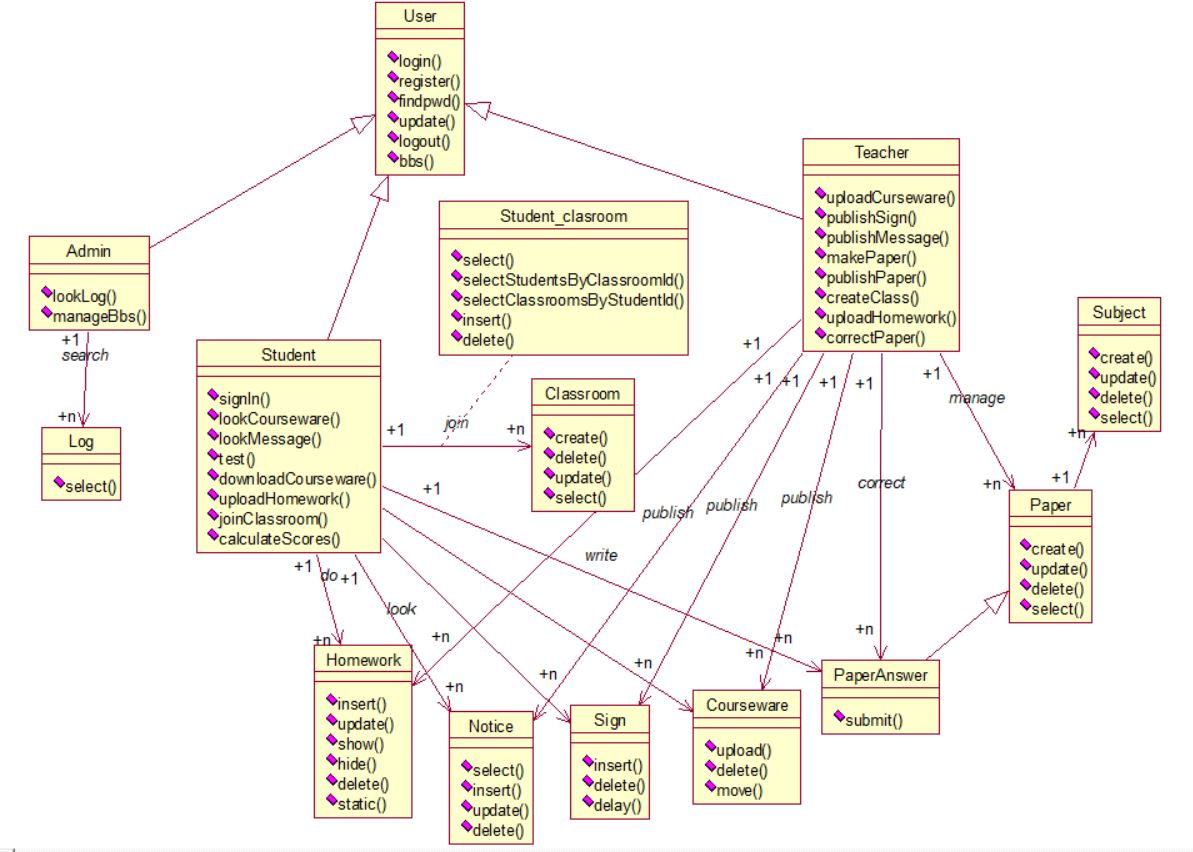 User
login()
register()
findpwd()
update()
logout()
bbs()
Teacher
uploadCurseware()
publishSign()
publishMessage()
makePaper()
publishPaper()
createClass()
uploadHomework()
correctPaper()
Student_clasroom
select()
selectStudentsByClassroomId()
selectClassroomsByStudentId()
insert()
delete()
Admin
lookLog()
manageBbs()
+1
search
+n
Log
select()
Subject
create()
update()
delete()
select()
+n
+1
Student
signIn()
lookCourseware()
lookMessage()
test()
downloadCourseware()
uploadHomework()
joinClassroom()
calculateScores()
+1
join
+n
Classroom
create()
delete()
update()
select()
+1
+1
+1
+1
+1
+1
manage
+n
publish
publish
publish
correct
Paper
create()
update()
delete()
select()
+1
write
+1
do
+1
look
+n
+n
+n
+n
+n
+n
+n
+n
Homework
insert()
update()
show()
hide()
delete()
static()
Notice
select()
insert()
update()
delete()
Sign
insert()
delete()
delay()
Courseware
upload()
delete()
move()
PaperAnswer
submit()